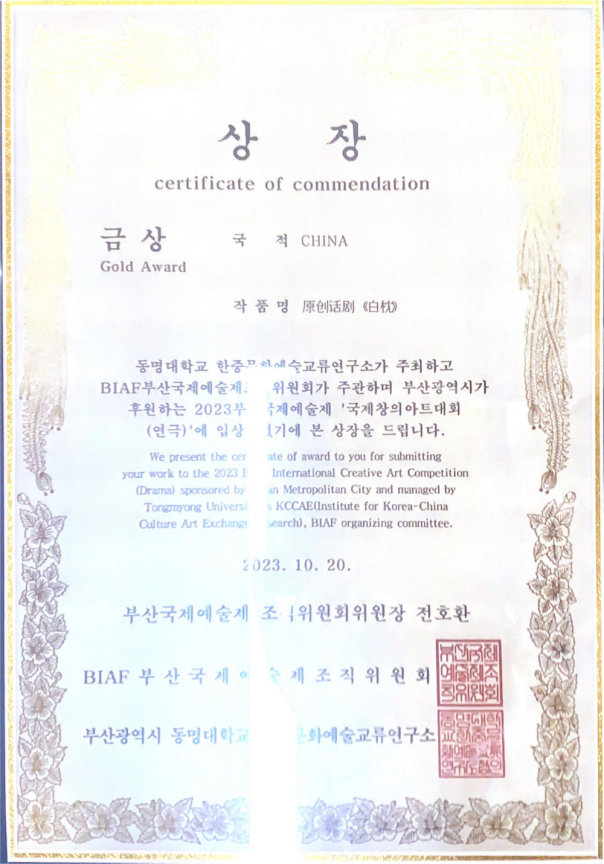 상 장
certificate of commendation
금 상
국 적 CHINA
Gold Award
작 품 명 原创话剧《白枕》
동명대학교 한중문화예술교류연구소가 주최하고
BIAF부산국제예술제 위원회가 주관하며 부산광역시가
후원하는 2023부 국제예술제 '국제창의아트대회
(연극)'에 입상 기에 본 상장을 드립니다.
We present the of award to you for submitting
your work to the 2023 International Creative Art Competition
(Drama) sponsored by Metropolitan City and managed by
Tongmyong KCCAE(Institute for Korea-China
Culture Art BIAF organizing committee.
2023. 10. 20.
부산국제예술제 조직위원회위원장 전호환
BIAF 부 산 국 제 예 술 제 조 직 위 원 회
부산광역시 동명대학교 문화예술교류연구소